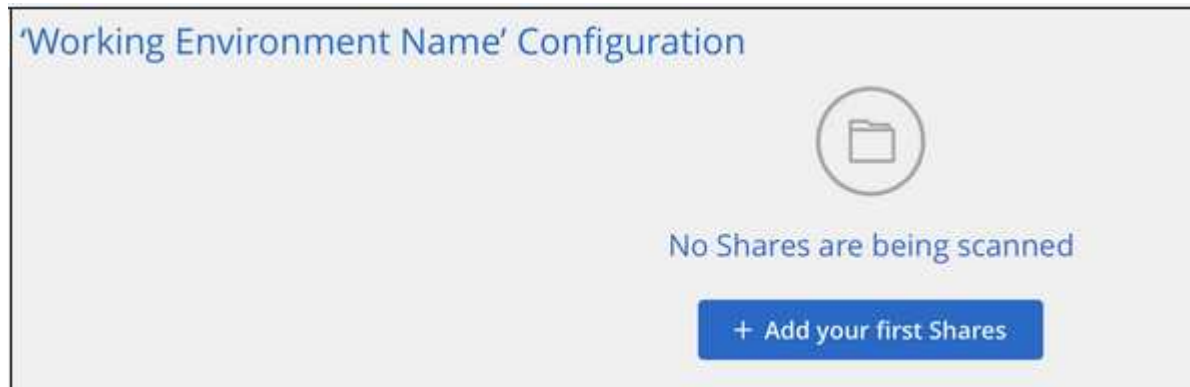 ‘Working Environment Name’ Configuration
No Shares are being scanned
+ Add your first Shares